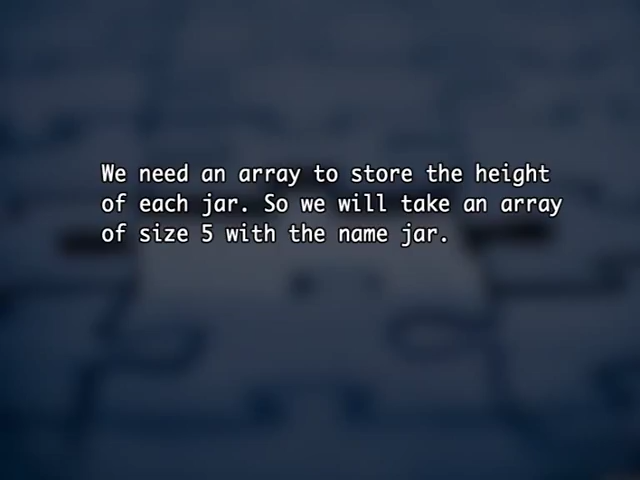 We need an array to store the height
of each jar. So we will take an array
of size 5 with the name jar.